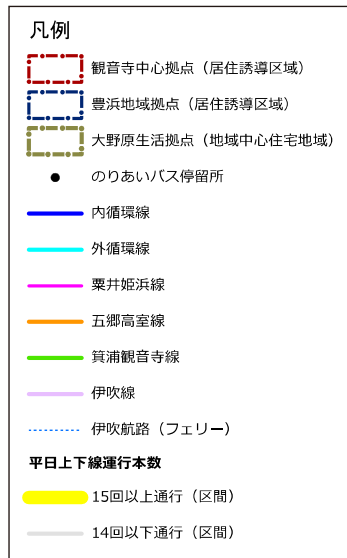 凡例
観音寺中心拠点（居住誘導区域）
豊浜地域拠点（居住誘導区域）
大野原生活拠点（地域中心住宅地域）
のりあいバス停留所
内循環線
外循環線
粟井姫浜線
五郷高室線
箕浦観音寺線
伊吹線
伊吹航路（フェリー）
平日上下線運行本数
15回以上通行（区間）
14回以下通行（区間）